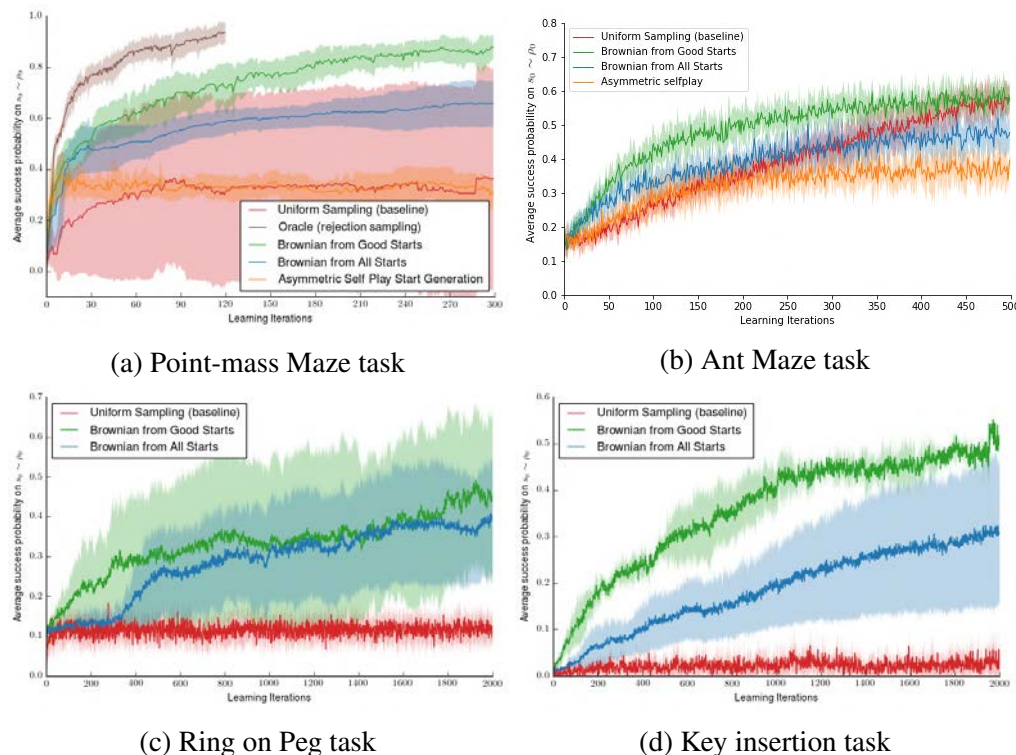 Average success probability on s₀ ~ ρ₀
1.0
0.8
0.6
0.4
0.2
0.0
Uniform Sampling (baseline)
Oracle (rejection sampling)
Brownian from Good Starts
Brownian from All Starts
Asymmetric Self Play Start Generation
0 30 60 90 120 150 180 210 240 270 300
Learning Iterations
(a) Point-mass Maze task
Average success probability on s₀ ~ ρ₀
0.8
0.7
0.6
0.5
0.4
0.3
0.2
0.1
0.0
Uniform Sampling (baseline)
Brownian from Good Starts
Brownian from All Starts
Asymmetric selfplay
0 50 100 150 200 250 300 350 400 450 500
Learning Iterations
(b) Ant Maze task
Average success probability on s₀ ~ ρ₀
0.7
0.6
0.5
0.4
0.3
0.2
0.1
0.0
Uniform Sampling (baseline)
Brownian from Good Starts
Brownian from All Starts
0 200 400 600 800 1000 1200 1400 1600 1800 2000
Learning Iterations
(c) Ring on Peg task
Average success probability on s₀ ~ ρ₀
0.6
0.5
0.4
0.3
0.2
0.1
0.0
Uniform Sampling (baseline)
Brownian from Good Starts
Brownian from All Starts
0 200 400 600 800 1000 1200 1400 1600 1800 2000
Learning Iterations
(d) Key insertion task